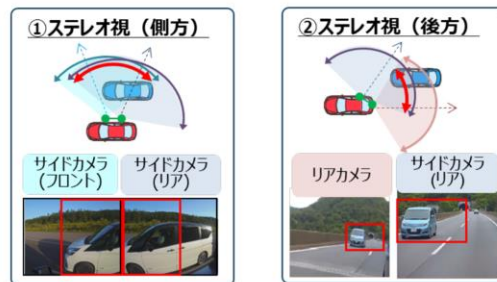 ①ステレオ視（側方）
サイドカメラ
(フロント)
サイドカメラ
(リア)
②ステレオ視（後方）
リアカメラ
サイドカメラ
(リア)